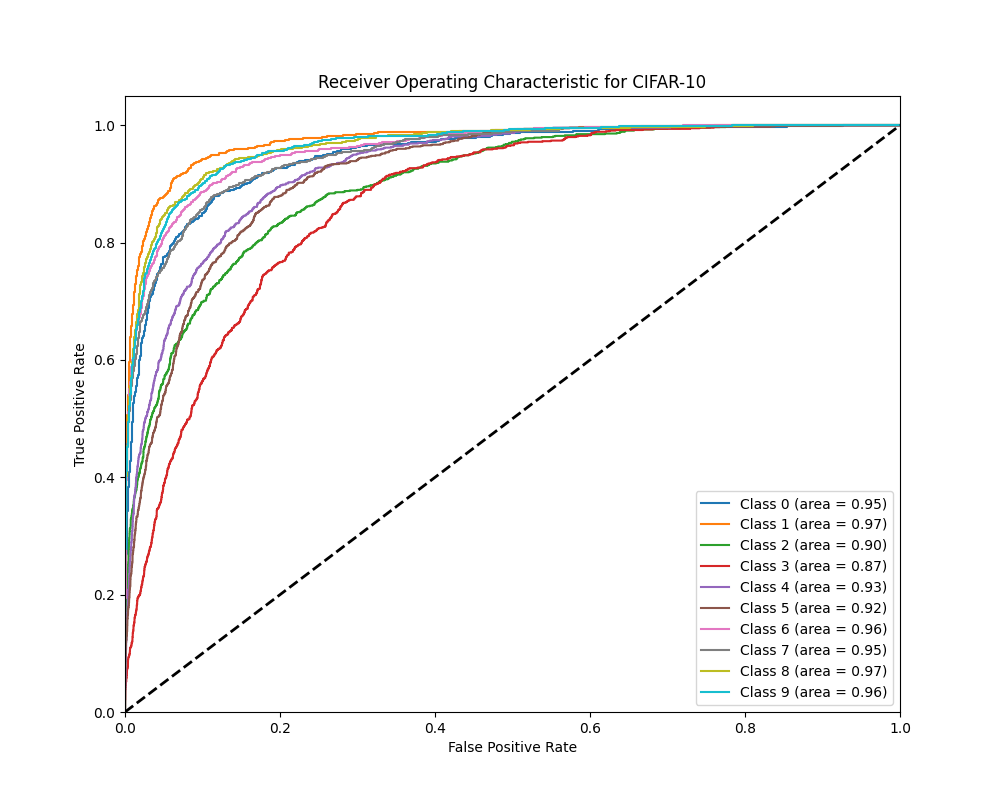 Receiver Operating Characteristic for CIFAR-10
True Positive Rate
1.0
0.8
0.6
0.4
0.2
0.0
Class 0 (area = 0.95)
Class 1 (area = 0.97)
Class 2 (area = 0.90)
Class 3 (area = 0.87)
Class 4 (area = 0.93)
Class 5 (area = 0.92)
Class 6 (area = 0.96)
Class 7 (area = 0.95)
Class 8 (area = 0.97)
Class 9 (area = 0.96)
0.0 0.2 0.4 0.6 0.8 1.0
False Positive Rate